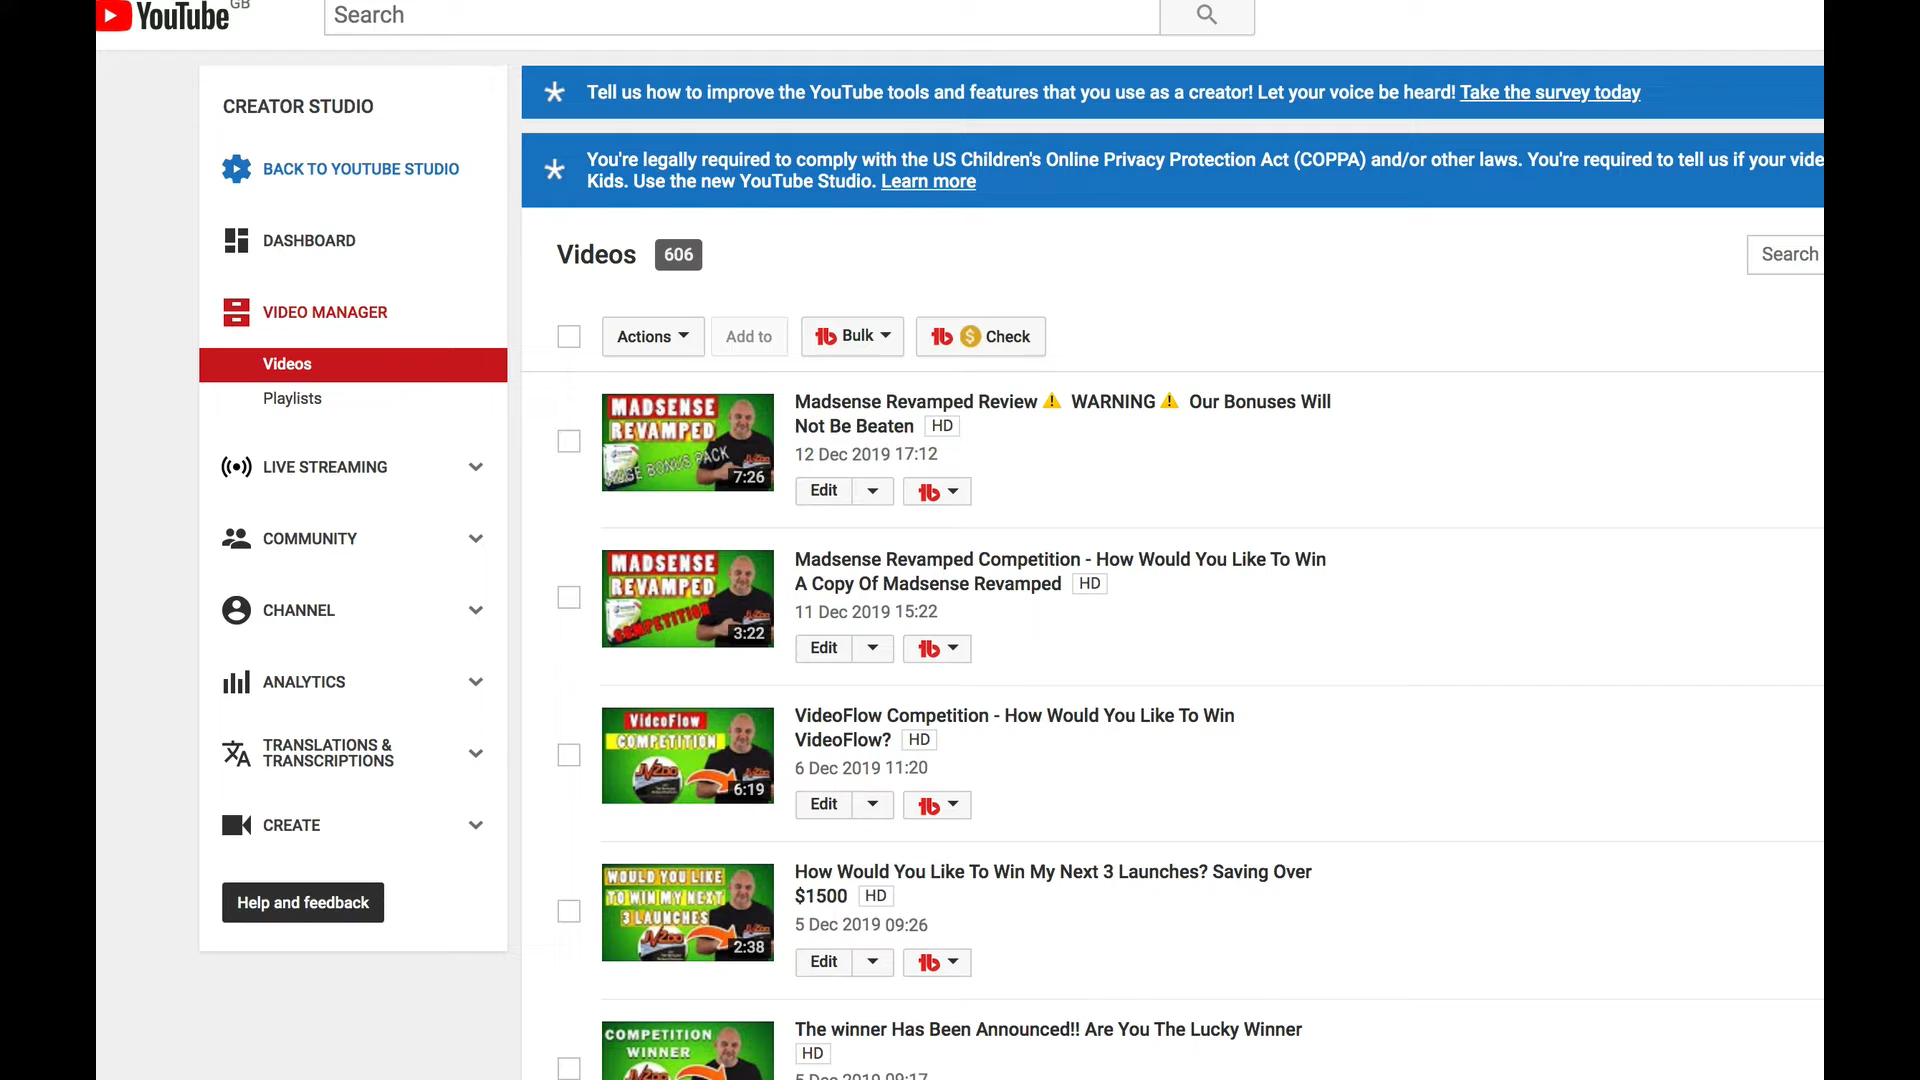 YouTube GB
Search
CREATOR STUDIO
BACK TO YOUTUBE STUDIO
DASHBOARD
VIDEO MANAGER
Videos
Playlists
LIVE STREAMING
COMMUNITY
CHANNEL
ANALYTICS
TRANSLATIONS &
TRANSCRIPTIONS
CREATE
Help and feedback
Tell us how to improve the YouTube tools and features that you use as a creator! Let your voice be heard! Take the survey today
You're legally required to comply with the US Children's Online Privacy Protection Act (COPPA) and/or other laws. You're required to tell us if your vide
Kids. Use the new YouTube Studio. Learn more
Videos 606
Search
Actions Add to Bulk Check
MADSENSE
REVAMPED
BONUS PACK
7:26
Madsense Revamped Review ⚠ WARNING ⚠ Our Bonuses Will
Not Be Beaten HD
12 Dec 2019 17:12
Edit
MADSENSE
REVAMPED
COMPETITION
3:22
Madsense Revamped Competition - How Would You Like To Win
A Copy Of Madsense Revamped HD
11 Dec 2019 15:22
Edit
VideoFlow
COMPETITION
JVZoo
6:19
VideoFlow Competition - How Would You Like To Win
VideoFlow? HD
6 Dec 2019 11:20
Edit
WOULD YOU LIKE
TO WIN MY NEXT
3 LAUNCHES
JVZoo
2:38
How Would You Like To Win My Next 3 Launches? Saving Over
$1500 HD
5 Dec 2019 09:26
Edit
COMPETITION
WINNER
The winner Has Been Announced!! Are You The Lucky Winner
HD
5 Dec 2019 09:17